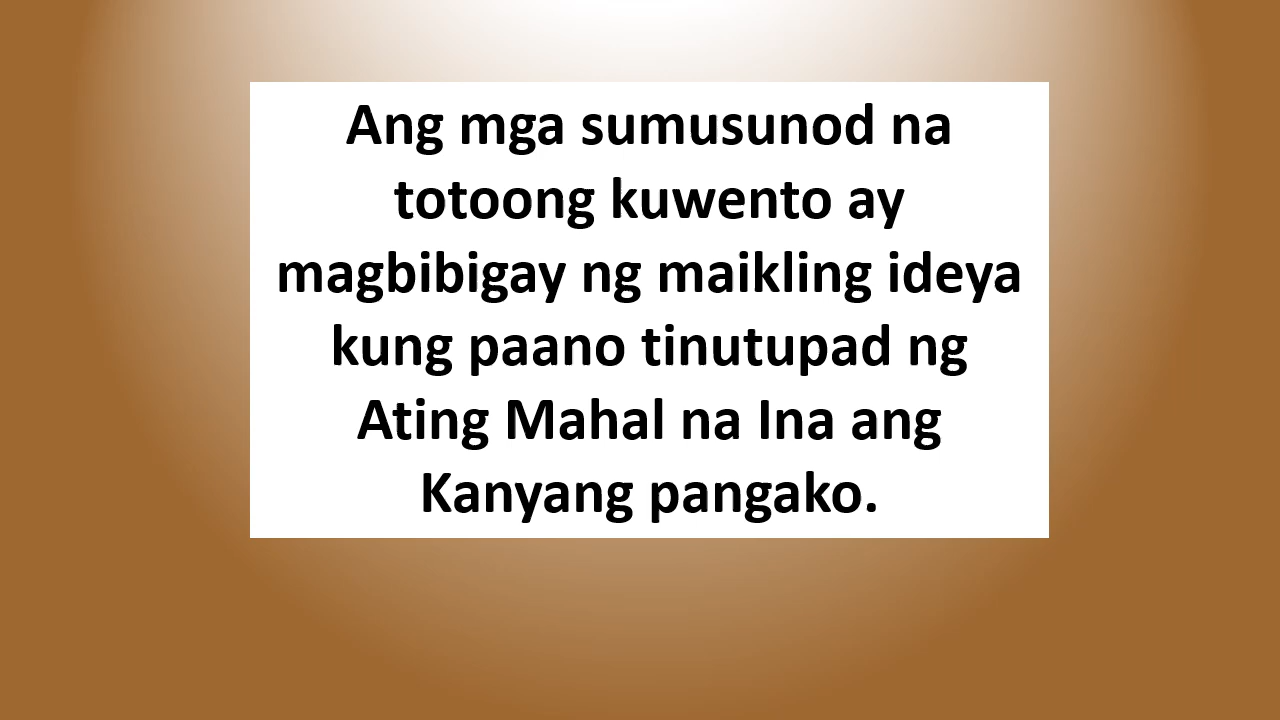 Ang mga sumusunod na
totoong kuwento ay
magbibigay ng maikling ideya
kung paano tinutupad ng
Ating Mahal na Ina ang
Kanyang pangako.